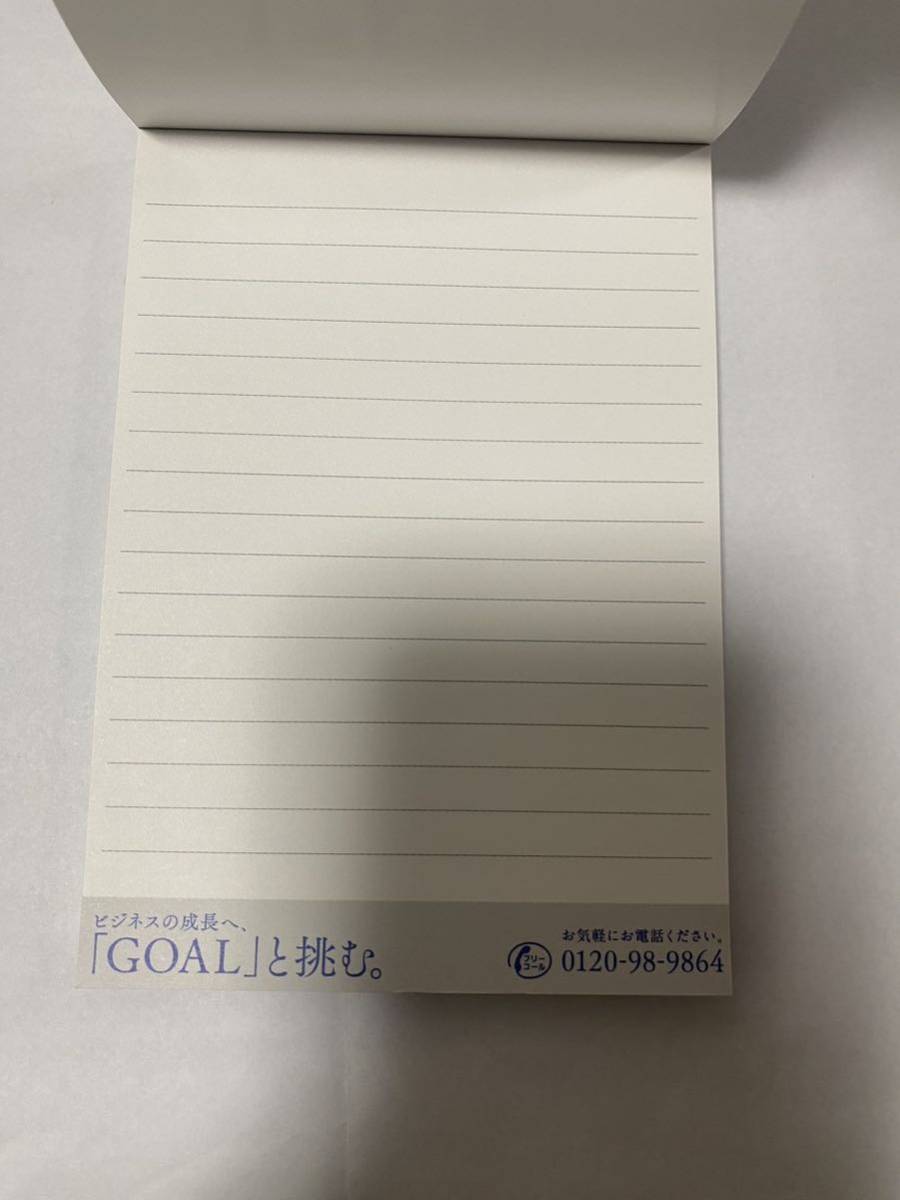 ビジネスの成長へ、
「GOAL」と挑む。
お気軽にお電話ください。
フリーコール 0120-98-9864